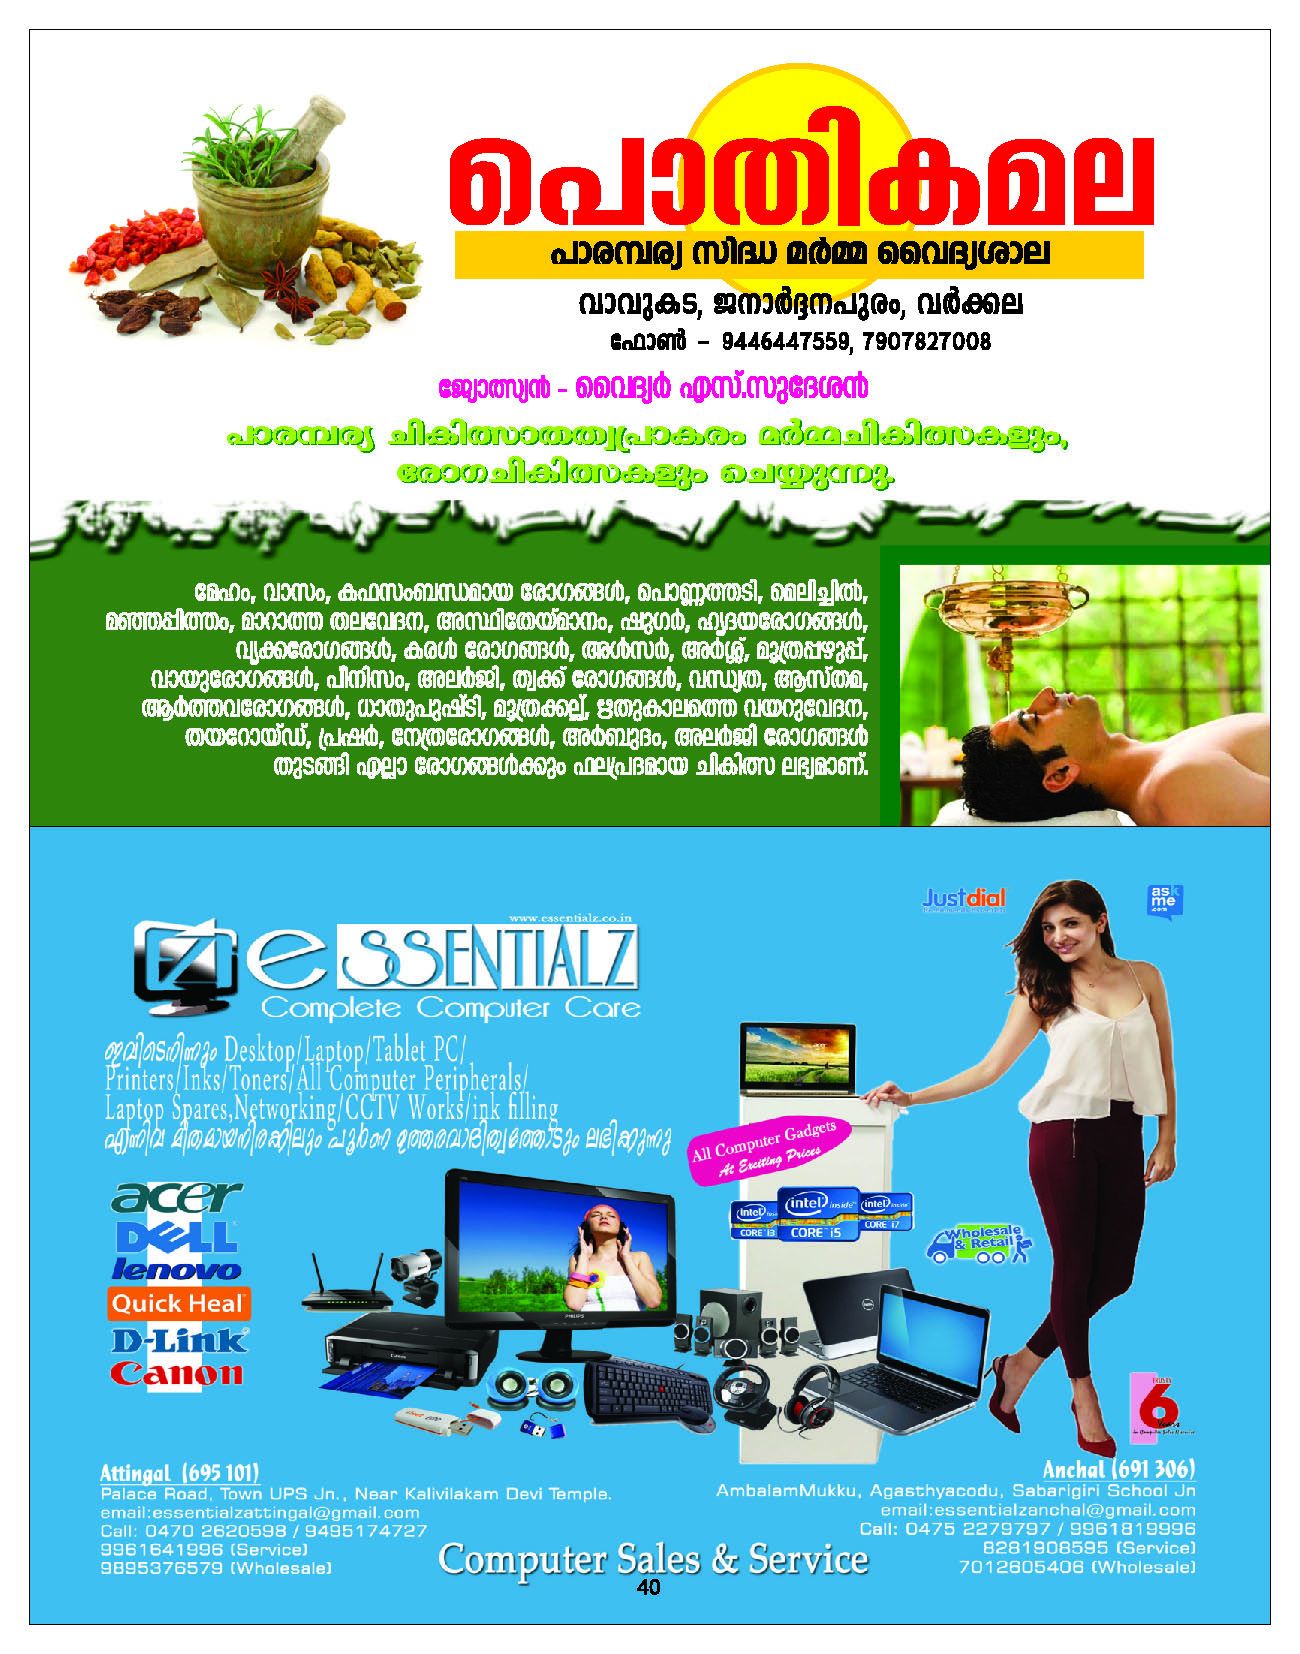 പൊതികമല
പാരമ്പര്യ സിദ്ധ മർമ്മ വൈദ്യശാല
വാവുകട, ജനാർദ്ദനപുരം, വർക്കല
ഫോൺ – 9446447559, 7907827008
ജ്യോത്സ്യൻ - വൈദ്യർ എസ്.സുദേശൻ
പാരമ്പര്യ ചികിത്സാതത്വപ്രാകരം മർമ്മചികിത്സകളും,
രോഗചികിത്സകളും ചെയ്യുന്നു.
മേഹം, വാസം, കഫസംബന്ധമായ രോഗങ്ങൾ, പൊണ്ണത്തടി, മെലിച്ചിൽ,
മഞ്ഞപ്പിത്തം, മാറാത്ത തലവേദന, അസ്ഥിതേയ്മാനം, ഷുഗർ, ഹൃദയരോഗങ്ങൾ,
വൃക്കരോഗങ്ങൾ, കരൾ രോഗങ്ങൾ, അൾസർ, അർശ്ശ്, മൂത്രപ്പഴുപ്പ്,
വായുരോഗങ്ങൾ, പീനിസം, അലർജി, ത്വക്ക് രോഗങ്ങൾ, വന്ധ്യത, ആസ്തമ,
ആർത്തവരോഗങ്ങൾ, ധാതുപുഷ്ടി, മൂത്രക്കല്ല്, ഋതുകാലത്തെ വയറുവേദന,
തയറോയ്ഡ്, പ്രഷർ, നേത്രരോഗങ്ങൾ, അർബുദം, അലർജി രോഗങ്ങൾ
തുടങ്ങി എല്ലാ രോഗങ്ങൾക്കും ഫലപ്രദമായ ചികിത്സ ലഭ്യമാണ്.
Justdial
ask me .com
www.essentialz.co.in
eSSENTIALZ
Complete Computer Care
ഇവിടെനിന്നും Desktop/Laptop/Tablet PC/
Printers/Inks/Toners/All Computer Peripherals/
Laptop Spares,Networking/CCTV Works/ink filling
എന്നിവ മിതമായനിരക്കിലും പൂർണ ഉത്തരവാദിത്വത്തോടും ലഭിക്കുന്നു
All Computer Gadgets
At Exciting Prices
acer
DELL
lenovo
Quick Heal
D-Link
Canon
intel inside CORE i3
intel inside CORE i5
intel inside CORE i7
Wholesale
& Retail
PHILIPS
6
Attingal (695 101)
Palace Road, Town UPS Jn., Near Kalivilakam Devi Temple.
email:essentialzattingal@gmail.com
Call: 0470 2620598 / 9495174727
9961641996 (Service)
9895376579 (Wholesale)
Anchal (691 306)
AmbalamMukku, Agasthyacodu, Sabarigiri School Jn
email:essentialzanchal@gmail.com
Call: 0475 2279797 / 9961819996
8281908595 (Service)
7012605406 (Wholesale)
Computer Sales & Service
40